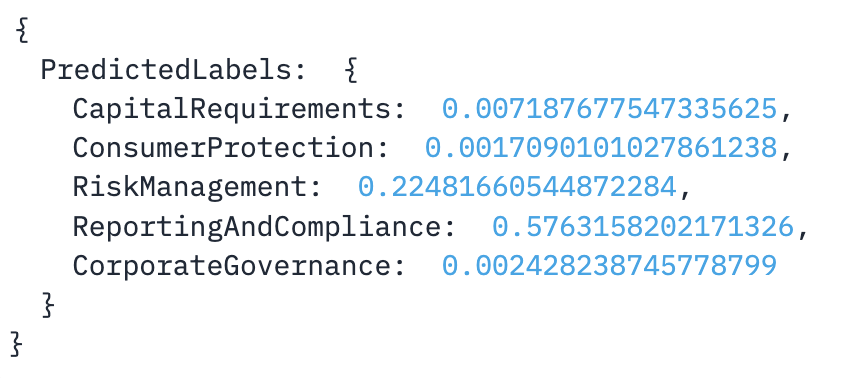 {
PredictedLabels: {
CapitalRequirements: 0.007187677547335625,
ConsumerProtection: 0.0017090101027861238,
RiskManagement: 0.22481660544872284,
ReportingAndCompliance: 0.5763158202171326,
CorporateGovernance: 0.002428238745778799
}
}